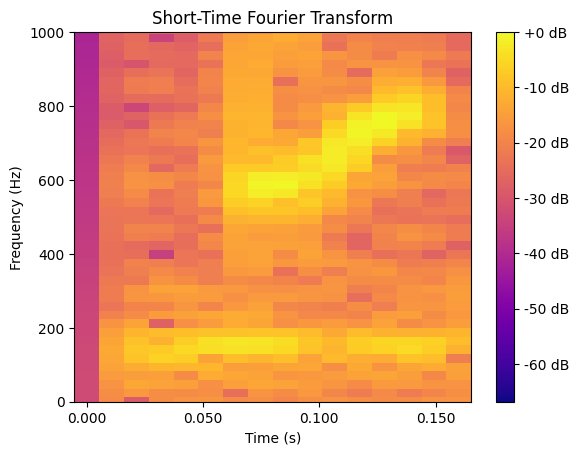 Short-Time Fourier Transform
Frequency (Hz)
1000
800
600
400
200
0
0.000
0.050
0.100
0.150
Time (s)
+0 dB
-10 dB
-20 dB
-30 dB
-40 dB
-50 dB
-60 dB